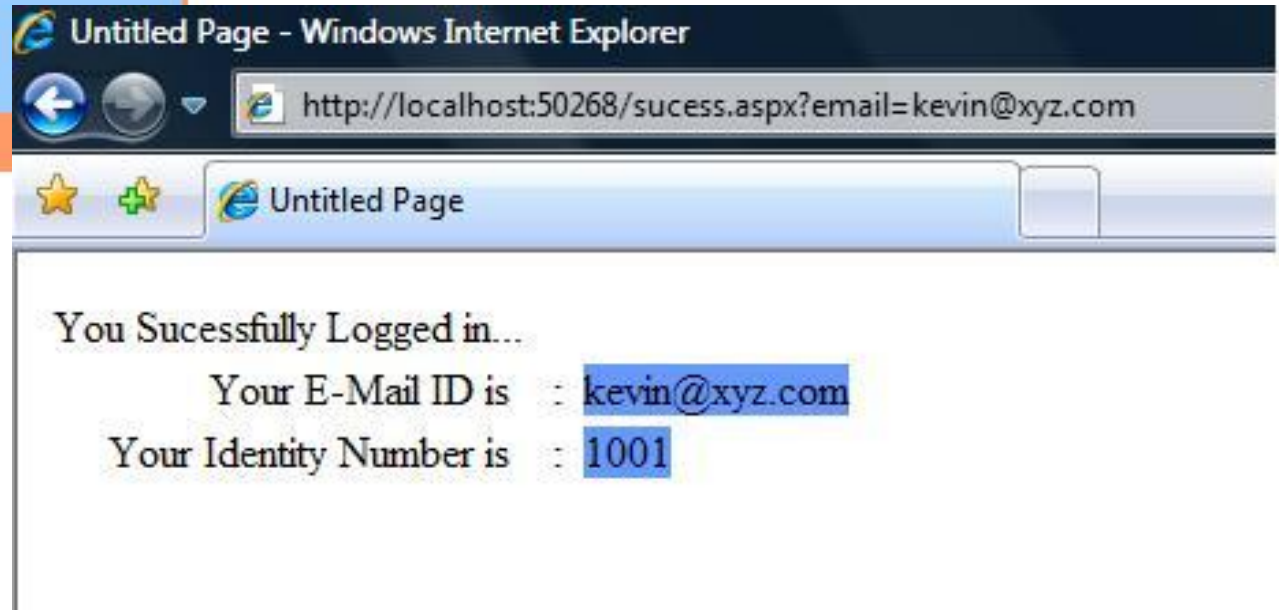 Untitled Page - Windows Internet Explorer
http://localhost:50268/sucess.aspx?email=kevin@xyz.com
Untitled Page
You Sucessfully Logged in...
Your E-Mail ID is : kevin@xyz.com
Your Identity Number is : 1001